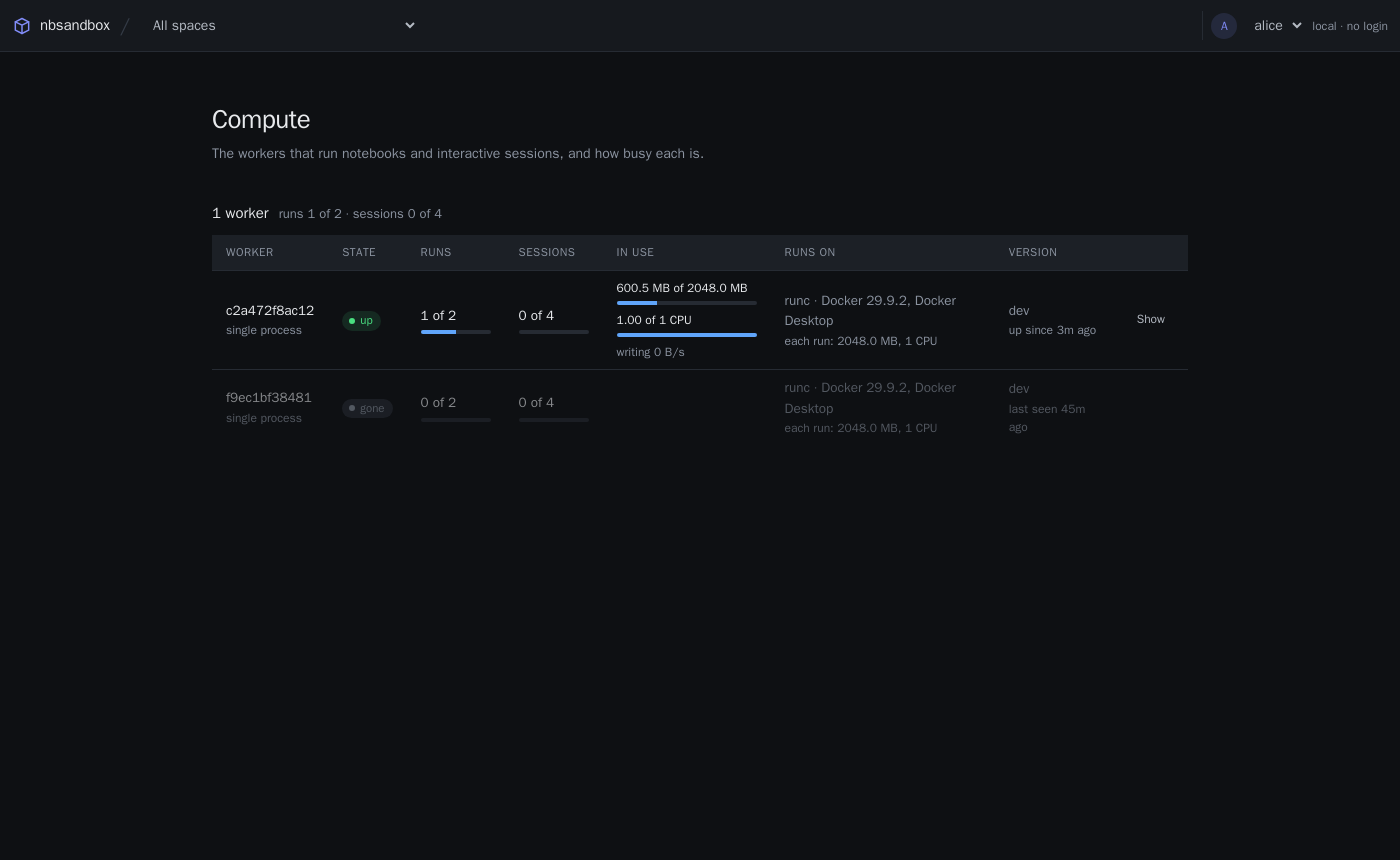 nbsandbox / All spaces
A alice local · no login
Compute
The workers that run notebooks and interactive sessions, and how busy each is.
1 worker runs 1 of 2 · sessions 0 of 4
WORKER STATE RUNS SESSIONS IN USE RUNS ON VERSION
c2a472f8ac12
single process
up
1 of 2
0 of 4
600.5 MB of 2048.0 MB
1.00 of 1 CPU
writing 0 B/s
runc · Docker 29.9.2, Docker
Desktop
each run: 2048.0 MB, 1 CPU
dev
up since 3m ago
Show
f9ec1bf38481
single process
gone
0 of 2
0 of 4
runc · Docker 29.9.2, Docker
Desktop
each run: 2048.0 MB, 1 CPU
dev
last seen 45m
ago